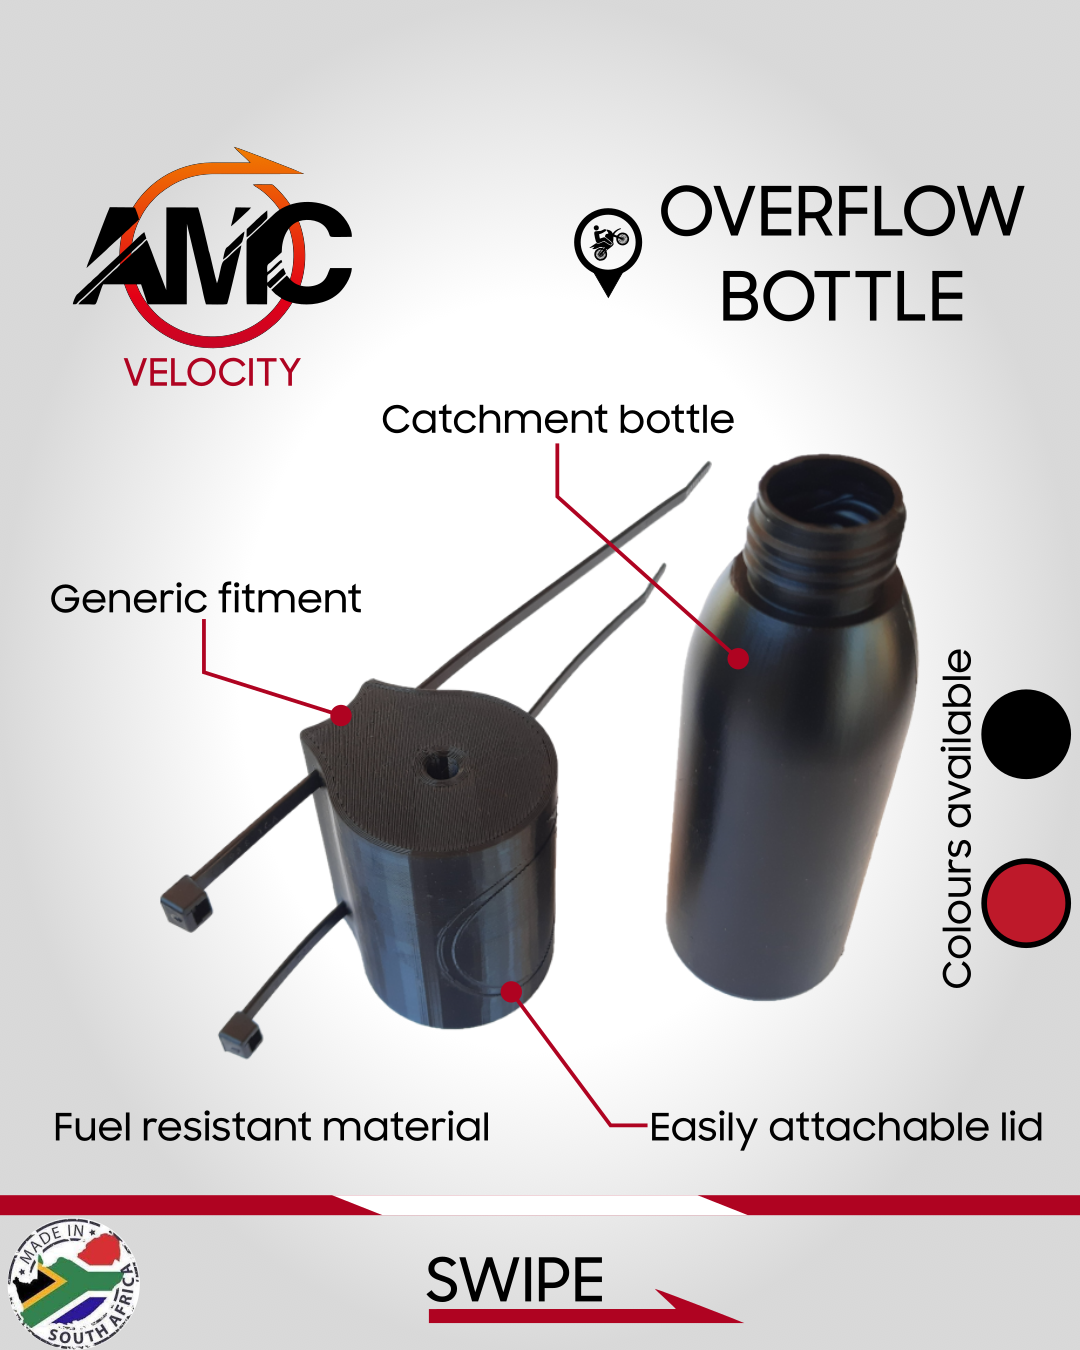 AMC
VELOCITY
OVERFLOW
BOTTLE
Catchment bottle
Generic fitment
Colours available
Fuel resistant material
Easily attachable lid
MADE IN
SOUTH AFRICA
SWIPE